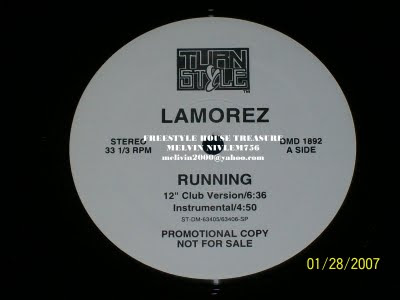 TURN
STYLE
TM
LAMOREZ
FREESTYLE HOUSE TREASURE
STEREO
33 1/3 RPM
MELVIN NIVLEM756
melivin2000@yahoo.com
DMD 1892
A SIDE
RUNNING
12" Club Version/6:36
Instrumental/4:50
ST-DM-63405/63406-SP
PROMOTIONAL COPY
NOT FOR SALE
01/28/2007